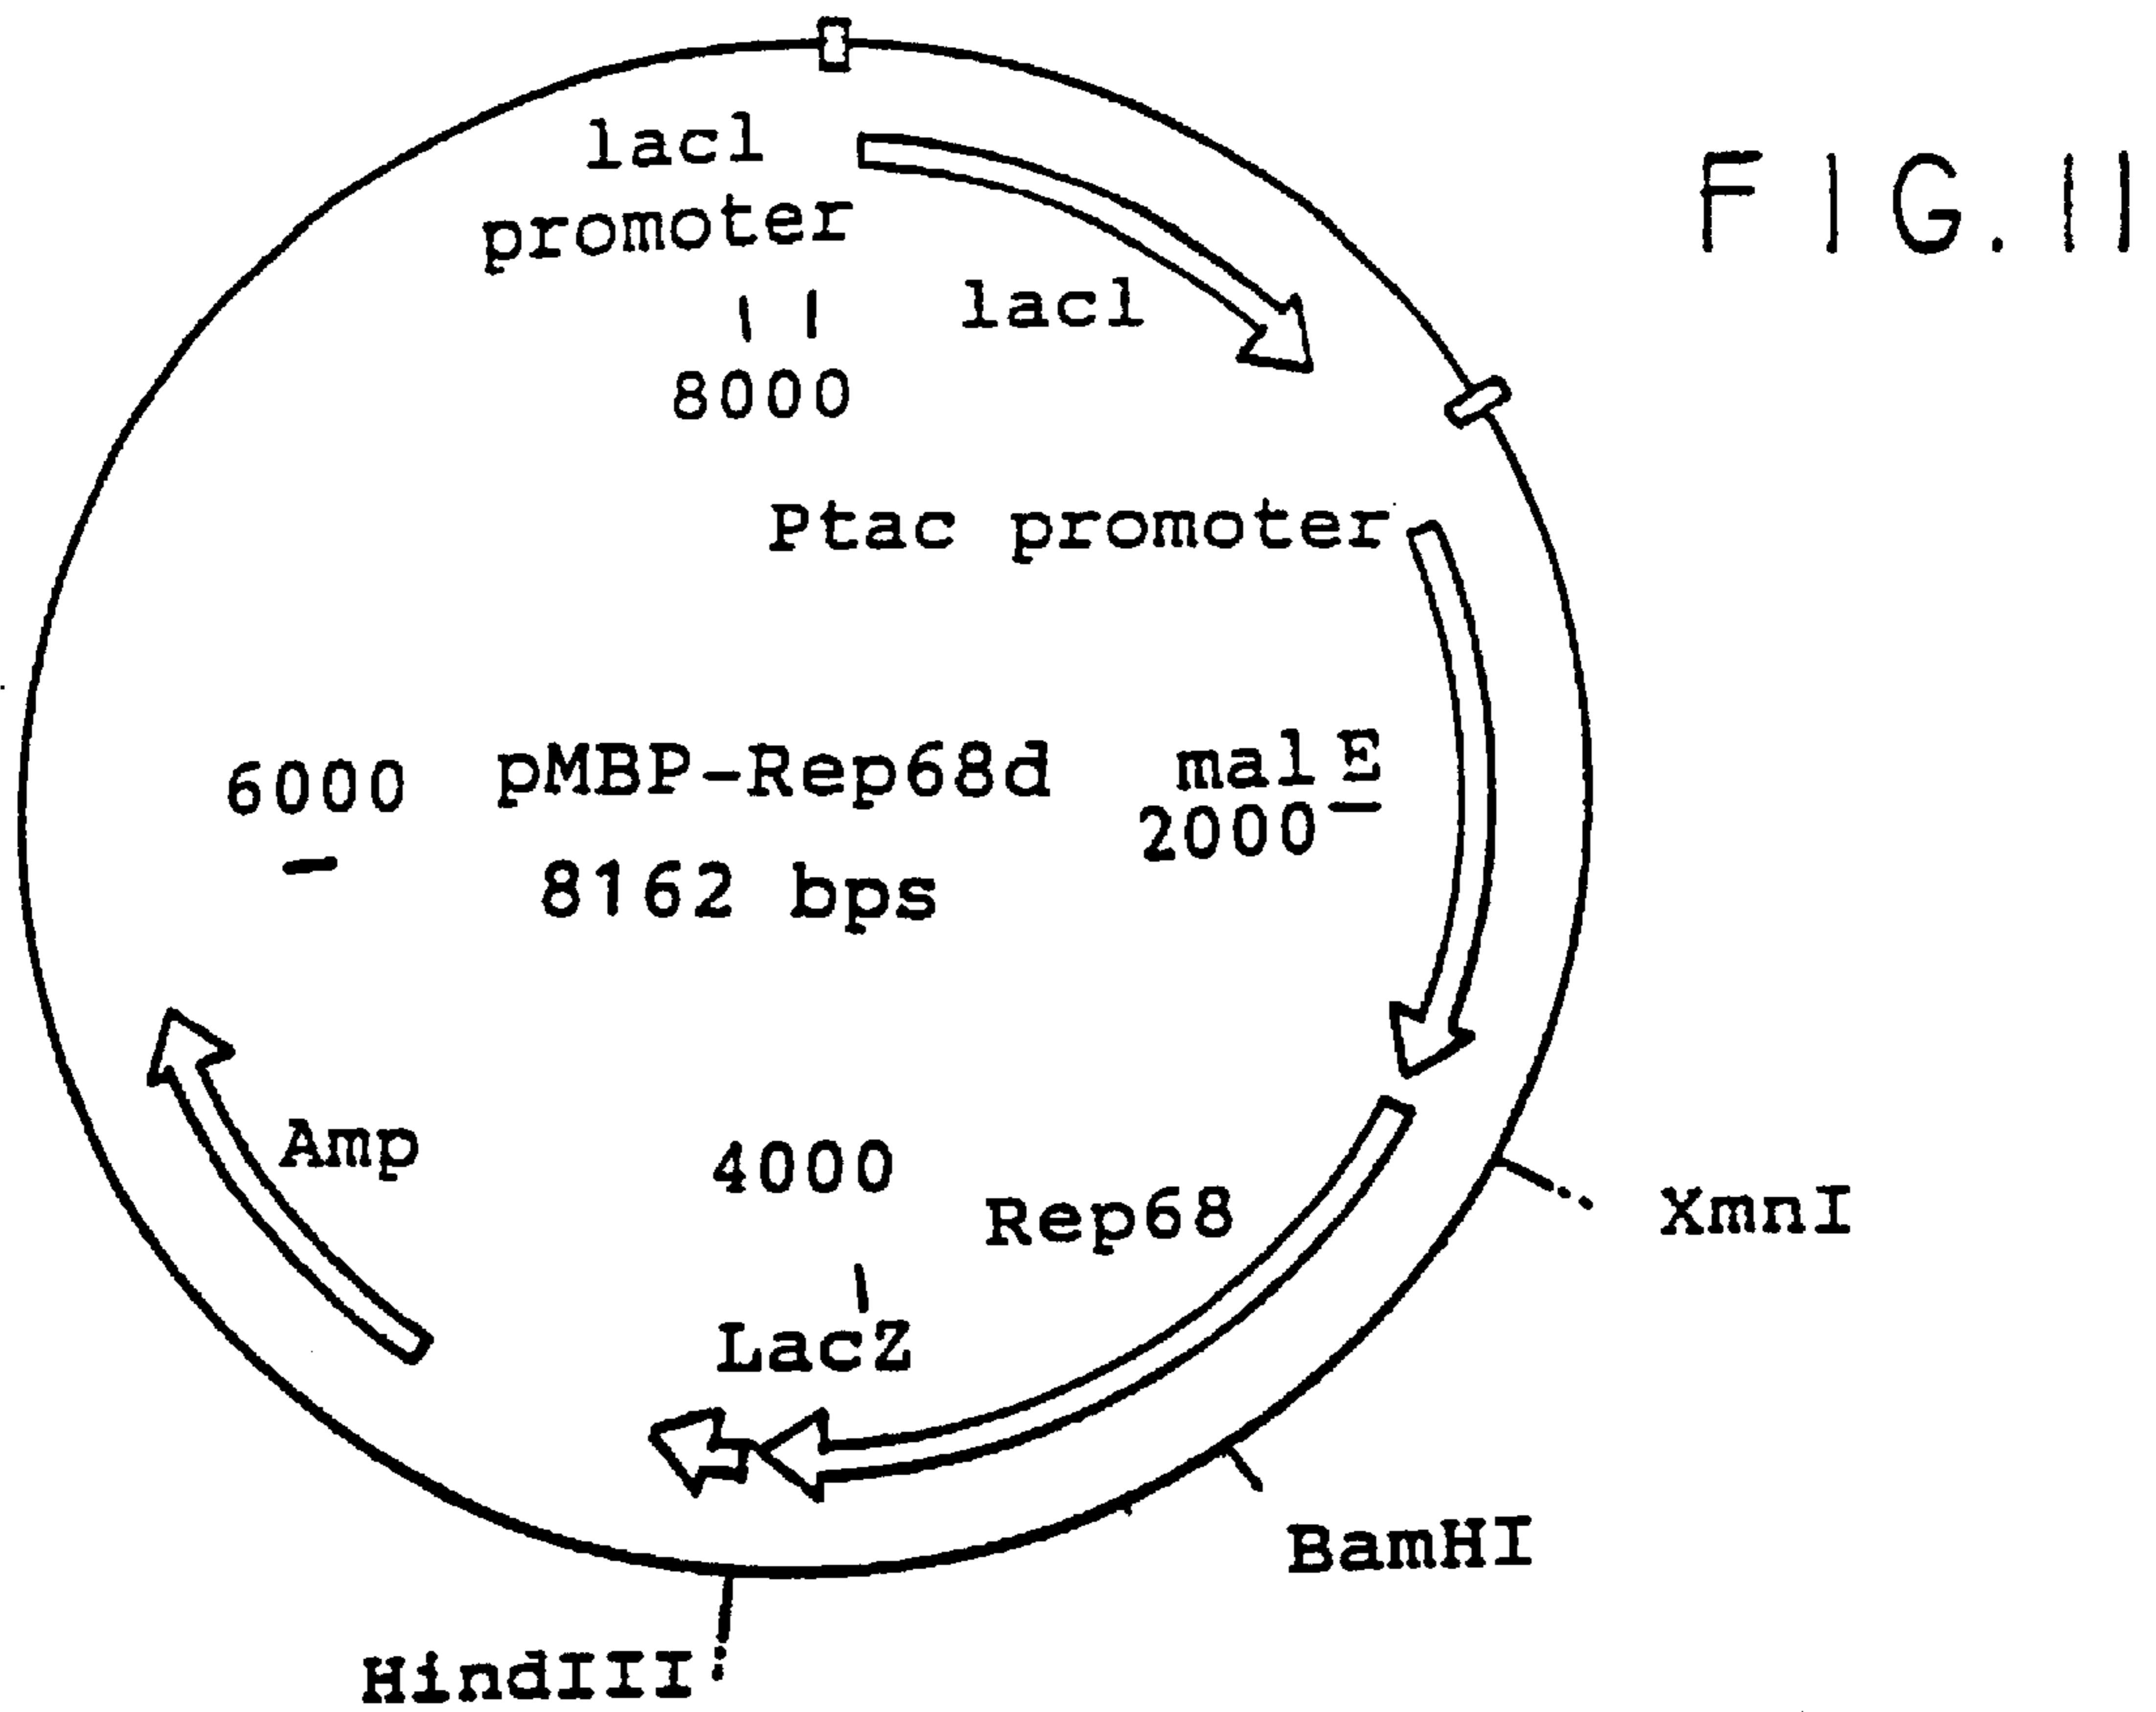 FIG.11
lacl
promoter
lacl
8000
Ptac promoter
6000
pMBP-Rep68d
8162 bps
malE
2000
Amp
4000
Rep68
LacZ
XmnI
BamHI
HindIII